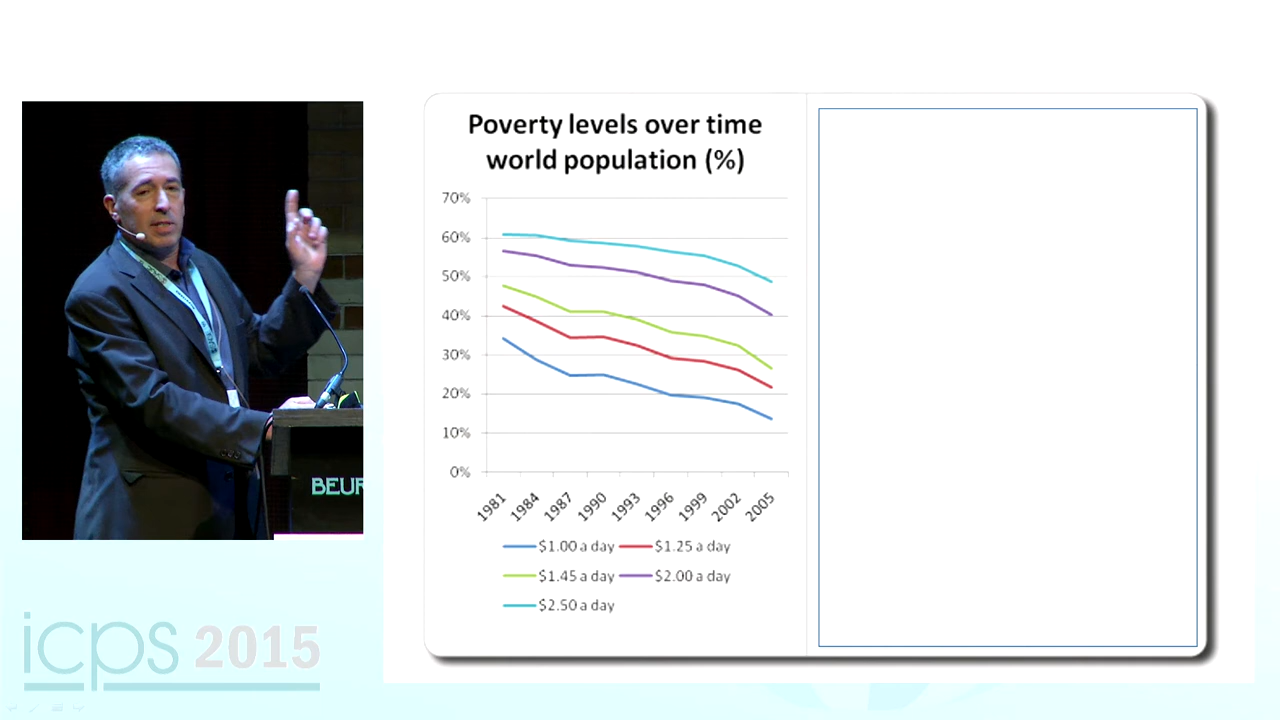 Poverty levels over time
world population (%)
70%
60%
50%
40%
30%
20%
10%
0%
1981 1984 1987 1990 1993 1996 1999 2002 2005
$1.00 a day $1.25 a day
$1.45 a day $2.00 a day
$2.50 a day
BEUR
icps 2015